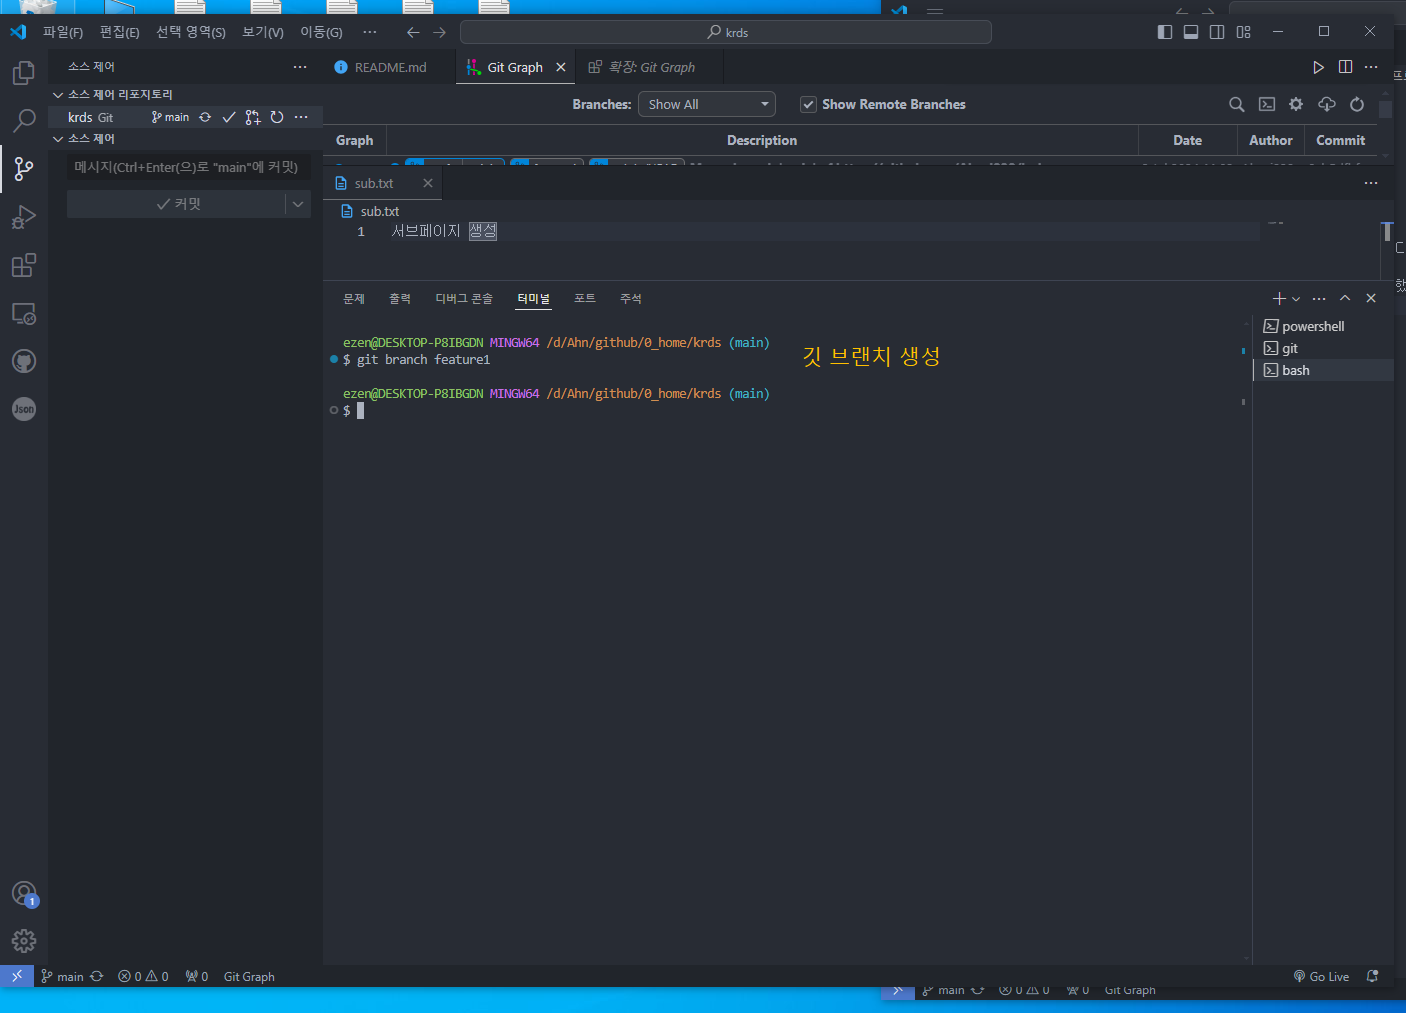 파일(F) 편집(E) 선택 영역(S) 보기(V) 이동(G) ··· krds
소스 제어
README.md Git Graph 확장: Git Graph
소스 제어 리포지토리
krds Git main
소스 제어
메시지(Ctrl+Enter(으)로 "main"에 커밋)
커밋
Branches: Show All Show Remote Branches
Graph Description Date Author Commit
sub.txt
sub.txt
1 서브페이지 생성
문제 출력 디버그 콘솔 터미널 포트 주석
powershell
git
bash
ezen@DESKTOP-P8IBGDN MINGW64 /d/Ahn/github/0_home/krds (main)
$ git branch feature1
깃 브랜치 생성
ezen@DESKTOP-P8IBGDN MINGW64 /d/Ahn/github/0_home/krds (main)
$
Json
1
main 0 0 0 Git Graph Go Live
main 0 0 0 Git Graph